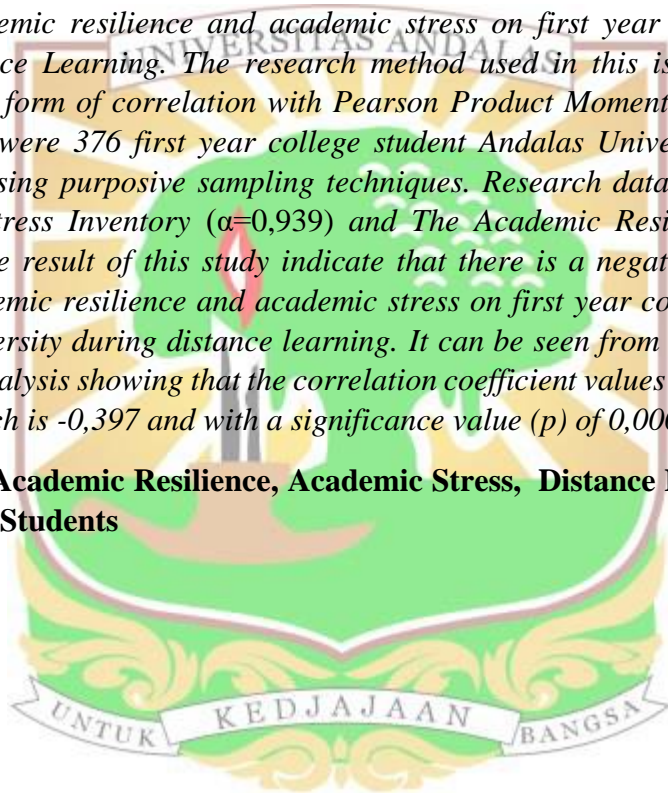 demic resilience and academic stress on first year
UNIVERSITAS ANDALAS
ce Learning. The research method used in this is
form of correlation with Pearson Product Moment
were 376 first year college student Andalas Unive
sing purposive sampling techniques. Research data
tress Inventory (α=0,939) and The Academic Resi
e result of this study indicate that there is a negat
demic resilience and academic stress on first year co
ersity during distance learning. It can be seen from
alysis showing that the correlation coefficient values
ch is -0,397 and with a significance value (p) of 0,000
Academic Resilience, Academic Stress, Distance
Students
UNTUK KEDJAJAAN BANGSA